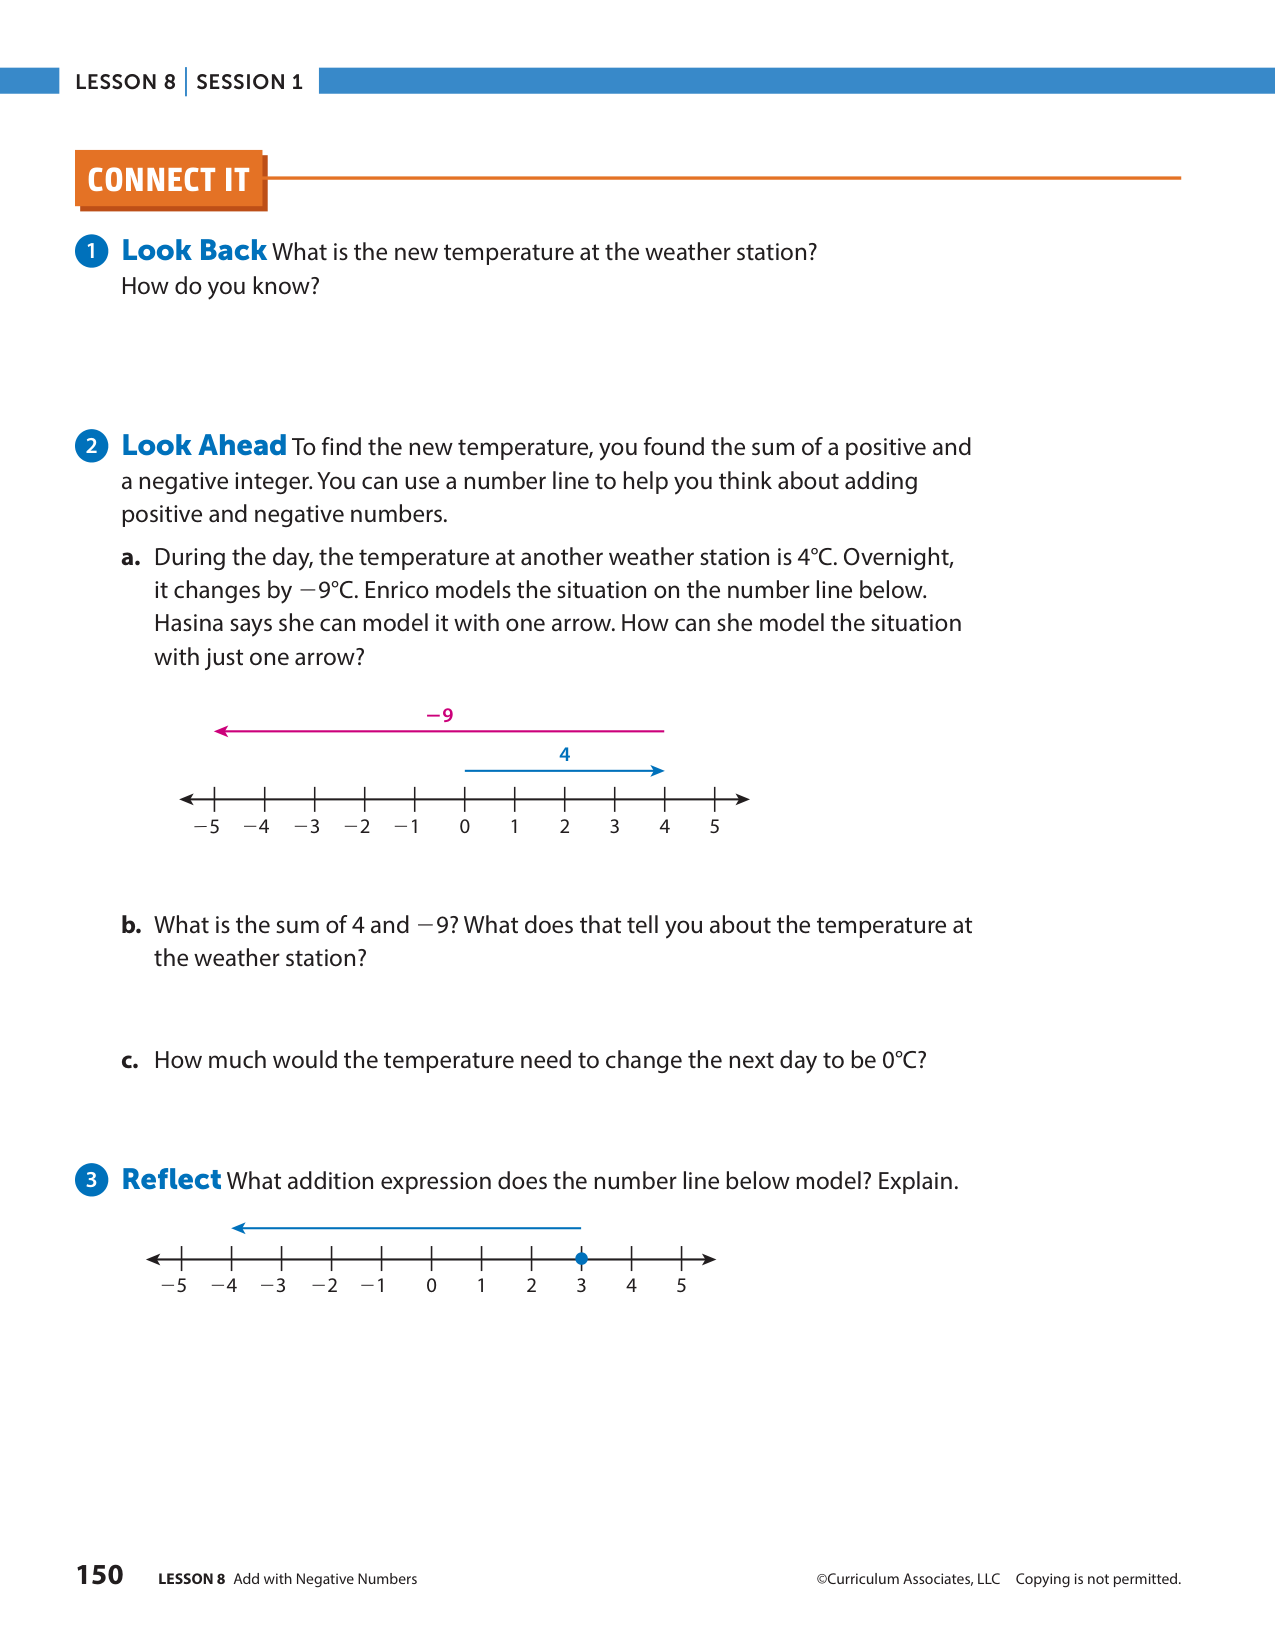 LESSON 8 | SESSION 1
CONNECT IT
1 Look Back What is the new temperature at the weather station?
How do you know?
2 Look Ahead To find the new temperature, you found the sum of a positive and
a negative integer. You can use a number line to help you think about adding
positive and negative numbers.
a. During the day, the temperature at another weather station is 4°C. Overnight,
it changes by −9°C. Enrico models the situation on the number line below.
Hasina says she can model it with one arrow. How can she model the situation
with just one arrow?
−9
4
−5 −4 −3 −2 −1 0 1 2 3 4 5
b. What is the sum of 4 and −9? What does that tell you about the temperature at
the weather station?
c. How much would the temperature need to change the next day to be 0°C?
3 Reflect What addition expression does the number line below model? Explain.
−5 −4 −3 −2 −1 0 1 2 3 4 5
150 LESSON 8 Add with Negative Numbers ©Curriculum Associates, LLC Copying is not permitted.